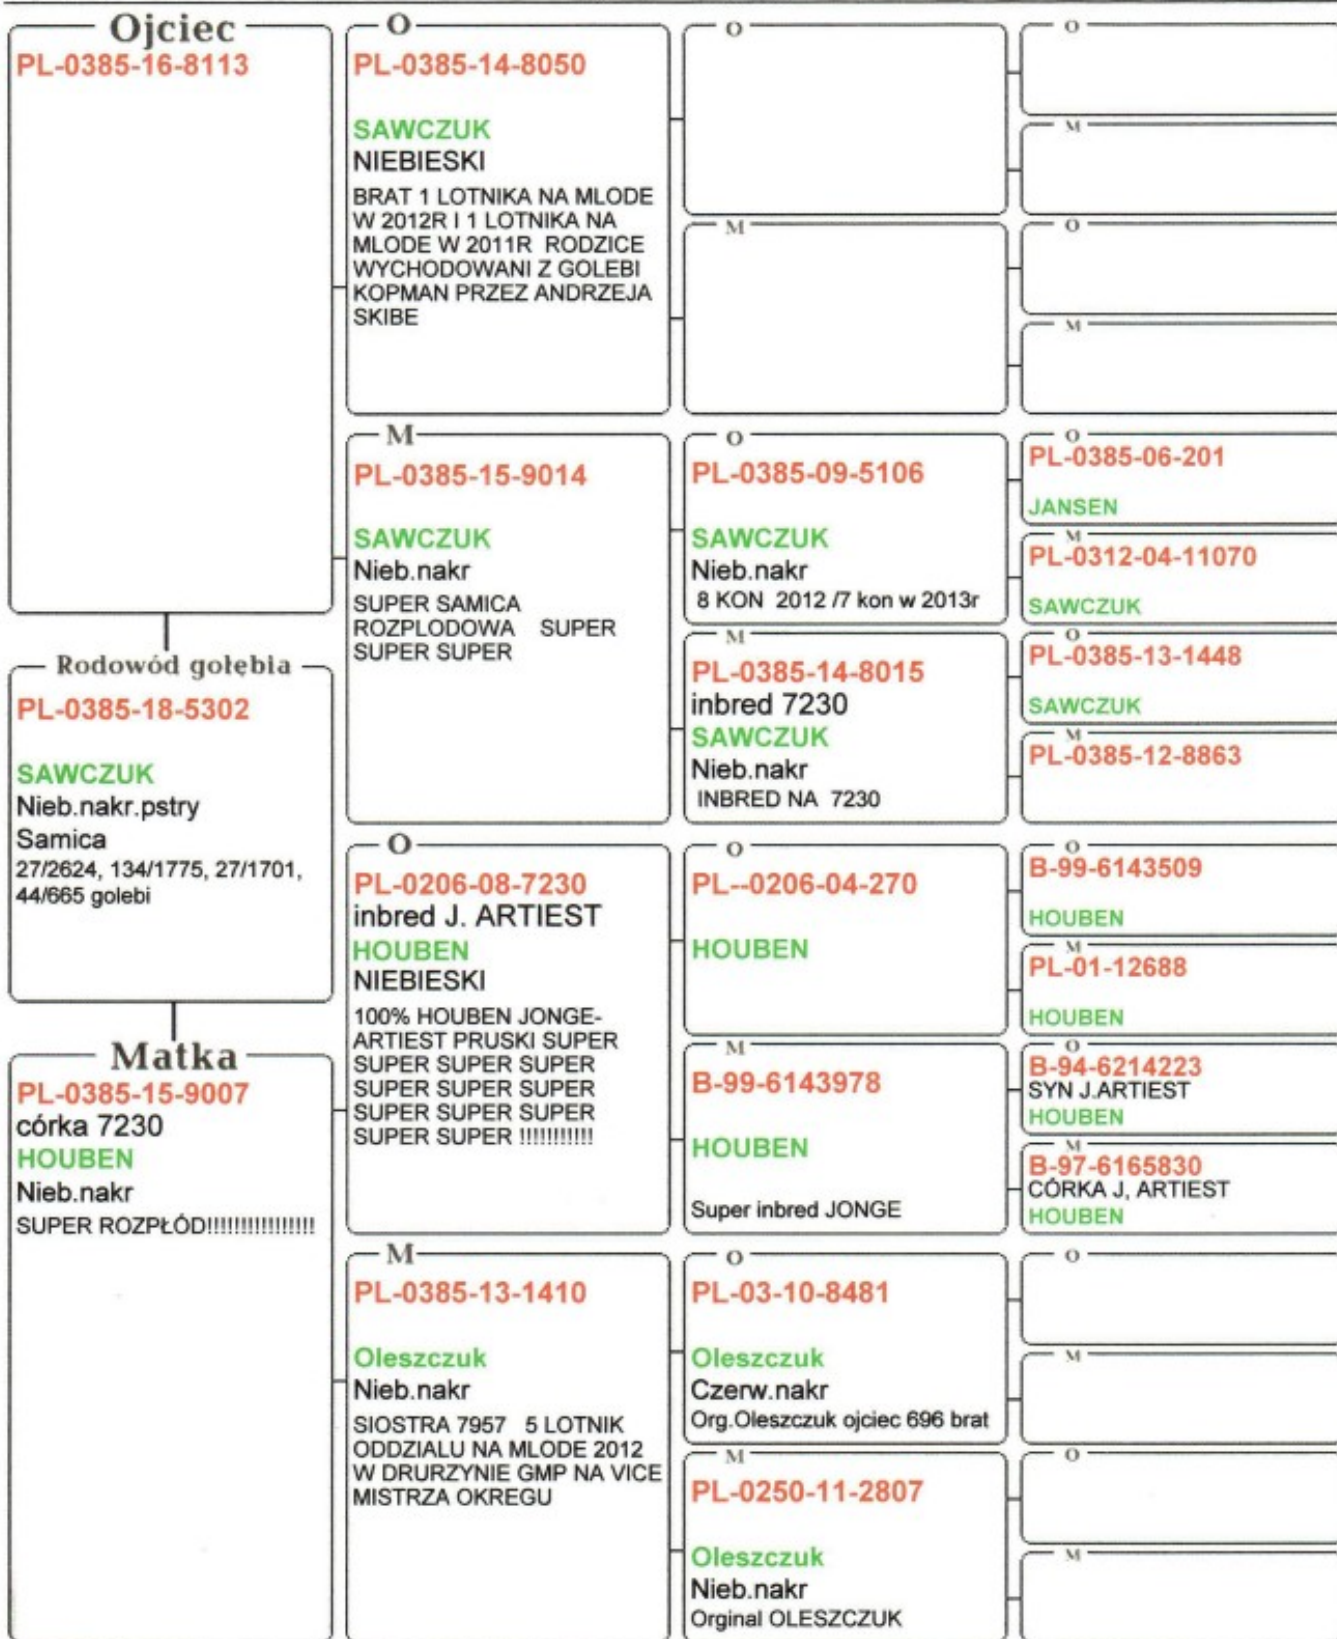 Ojciec
PL-0385-16-8113
Rodowód gołębia
PL-0385-18-5302
SAWCZUK
Nieb.nakr.pstry
Samica
27/2624, 134/1775, 27/1701,
44/665 golebi
Matka
PL-0385-15-9007
córka 7230
HOUBEN
Nieb.nakr
SUPER ROZPŁÓD!!!!!!!!!!!!!!!!!
O
PL-0385-14-8050
SAWCZUK
NIEBIESKI
BRAT 1 LOTNIKA NA MLODE
W 2012R I 1 LOTNIKA NA
MLODE W 2011R RODZICE
WYCHODOWANI Z GOLEBI
KOPMAN PRZEZ ANDRZEJA
SKIBE
M
PL-0385-15-9014
SAWCZUK
Nieb.nakr
SUPER SAMICA
ROZPLODOWA SUPER
SUPER SUPER
O
PL-0206-08-7230
inbred J. ARTIEST
HOUBEN
NIEBIESKI
100% HOUBEN JONGE-
ARTIEST PRUSKI SUPER
SUPER SUPER SUPER
SUPER SUPER SUPER
SUPER SUPER SUPER
SUPER SUPER !!!!!!!!!!!
M
PL-0385-13-1410
Oleszczuk
Nieb.nakr
SIOSTRA 7957 5 LOTNIK
ODDZIALU NA MLODE 2012
W DRURZYNIE GMP NA VICE
MISTRZA OKREGU
O
M
O
PL-0385-09-5106
SAWCZUK
Nieb.nakr
8 KON 2012 /7 kon w 2013r
M
PL-0385-14-8015
inbred 7230
SAWCZUK
Nieb.nakr
INBRED NA 7230
O
PL--0206-04-270
HOUBEN
M
B-99-6143978
HOUBEN
Super inbred JONGE
O
PL-03-10-8481
Oleszczuk
Czerw.nakr
Org.Oleszczuk ojciec 696 brat
M
PL-0250-11-2807
Oleszczuk
Nieb.nakr
Orginal OLESZCZUK
O
M
O
M
O
PL-0385-06-201
JANSEN
M
PL-0312-04-11070
SAWCZUK
O
PL-0385-13-1448
SAWCZUK
M
PL-0385-12-8863
O
B-99-6143509
HOUBEN
M
PL-01-12688
HOUBEN
O
B-94-6214223
SYN J.ARTIEST
HOUBEN
M
B-97-6165830
CÓRKA J, ARTIEST
HOUBEN
O
M
O
M